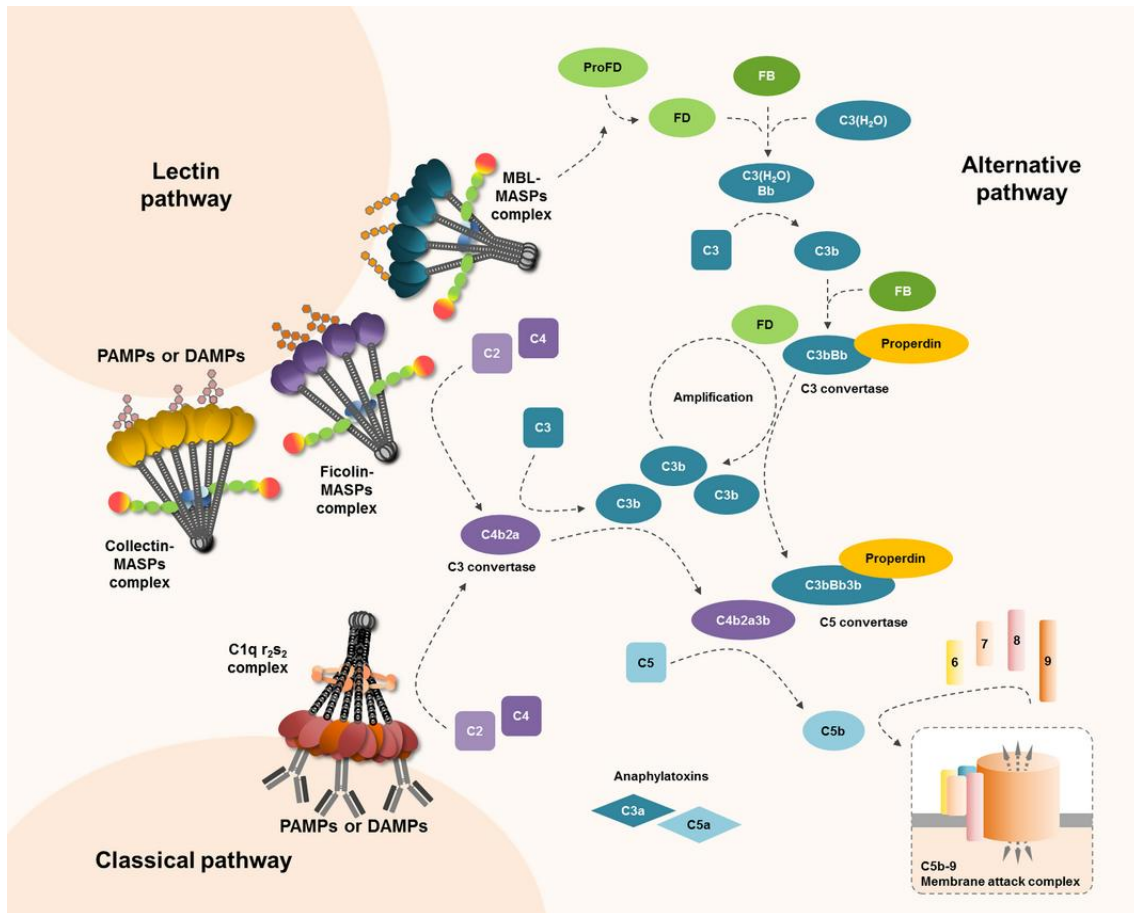 ProFD
FB
FD
C3(H₂O)
Lectin
pathway
MBL-
MASPs
complex
C3(H₂O)
Bb
Alternative
pathway
C3
C3b
FB
FD
Properdin
C3bBb
C3 convertase
C2
C4
PAMPs or DAMPs
Amplification
C3
Ficolin-
MASPs
complex
C3b
C3b
C3b
Collectin-
MASPs
complex
C4b2a
C3 convertase
Properdin
C3bBb3b
C5 convertase
C4b2a3b
C1q r₂s₂
complex
C5
6
7
8
9
C2
C4
C5b
Anaphylatoxins
C3a
C5a
PAMPs or DAMPs
Classical pathway
C5b-9
Membrane attack complex